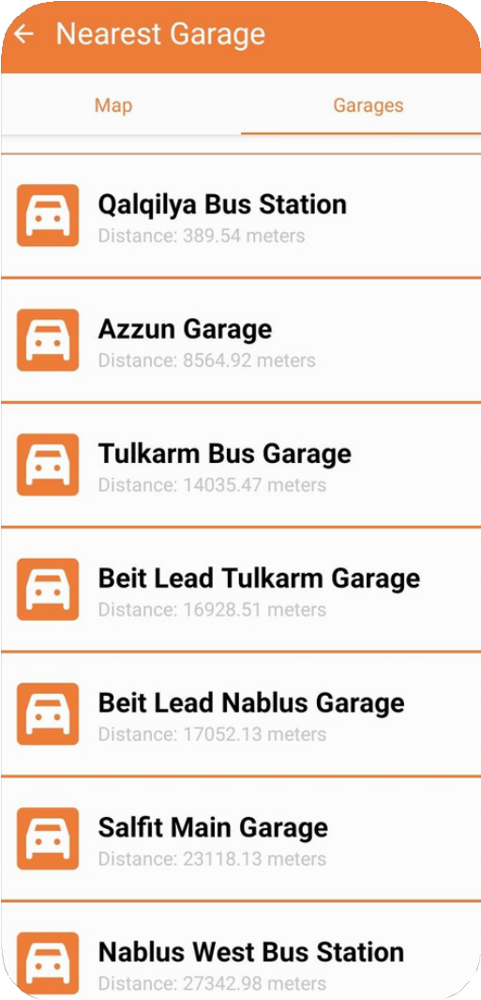 Nearest Garage
Map
Garages
Qalqilya Bus Station
Distance: 389.54 meters
Azzun Garage
Distance: 8564.92 meters
Tulkarm Bus Garage
Distance: 14035.47 meters
Beit Lead Tulkarm Garage
Distance: 16928.51 meters
Beit Lead Nablus Garage
Distance: 17052.13 meters
Salfit Main Garage
Distance: 23118.13 meters
Nablus West Bus Station
Distance: 27342.98 meters